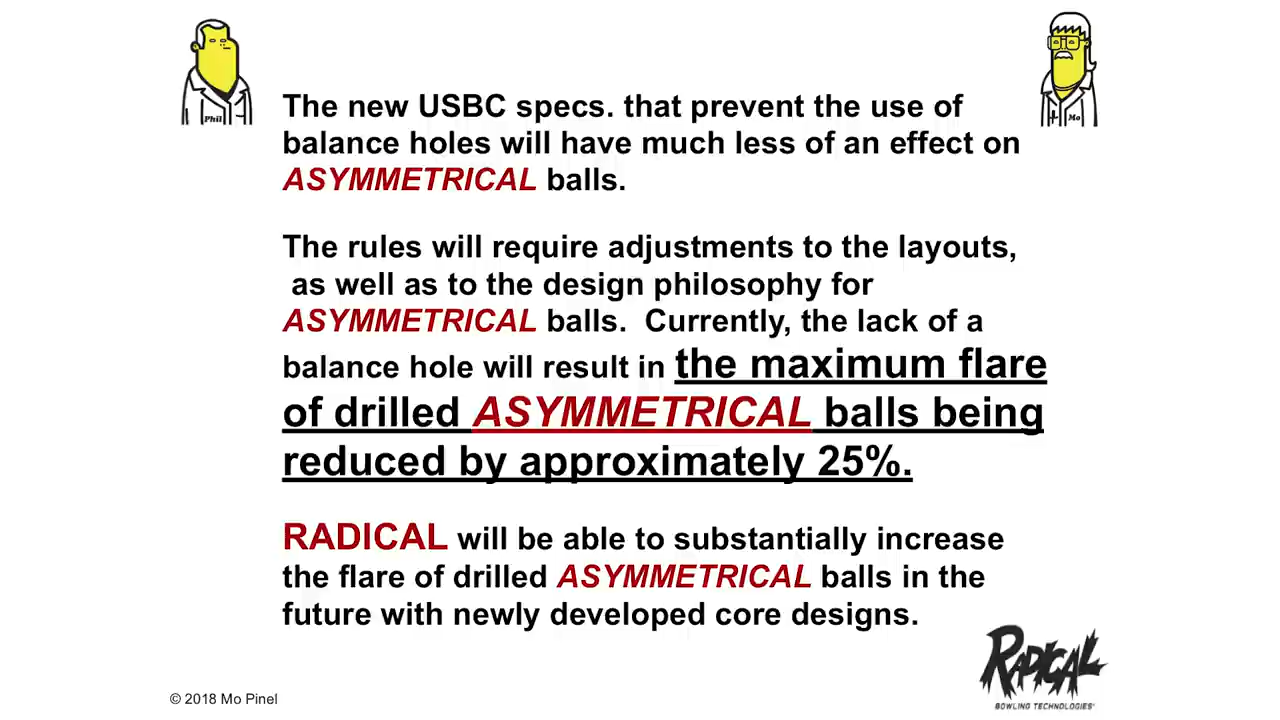 Phil
Mo
The new USBC specs. that prevent the use of
balance holes will have much less of an effect on
ASYMMETRICAL balls.
The rules will require adjustments to the layouts,
as well as to the design philosophy for
ASYMMETRICAL balls. Currently, the lack of a
balance hole will result in the maximum flare
of drilled ASYMMETRICAL balls being
reduced by approximately 25%.
RADICAL will be able to substantially increase
the flare of drilled ASYMMETRICAL balls in the
future with newly developed core designs.
RADICAL
BOWLING TECHNOLOGIES
© 2018 Mo Pinel